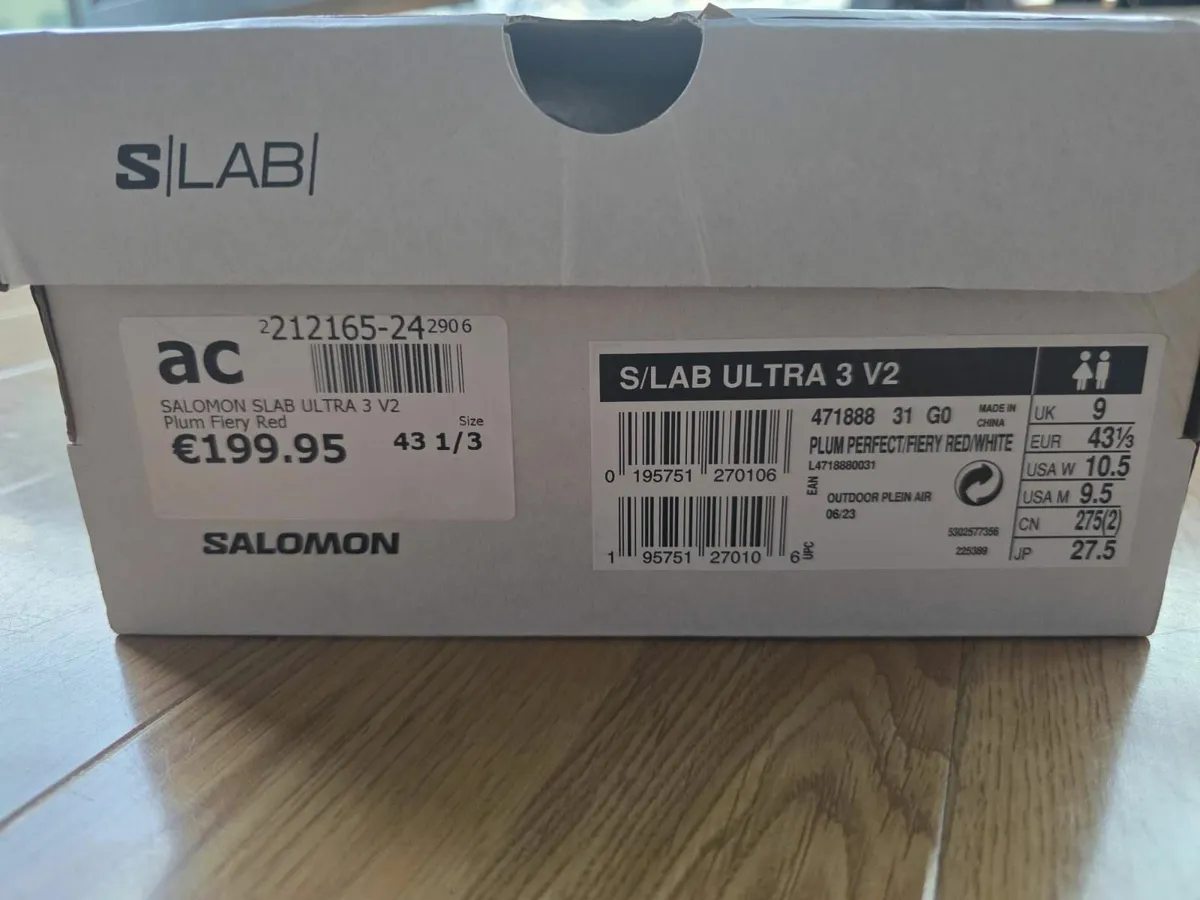 S/LAB/
2212165-242906
ac
SALOMON SLAB ULTRA 3 V2
Plum Fiery Red
Size
€199.95
43 1/3
SALOMON
S/LAB ULTRA 3 V2
471888 31 G0
MADE IN
CHINA
PLUM PERFECT/FIERY RED/WHITE
L4718880031
EAN
0 195751 270106
OUTDOOR PLEIN AIR
06/23
5302577356
225389
1 95751 27010 6
UPC
UK 9
EUR 43⅓
USA W 10.5
USA M 9.5
CN 275(2)
JP 27.5